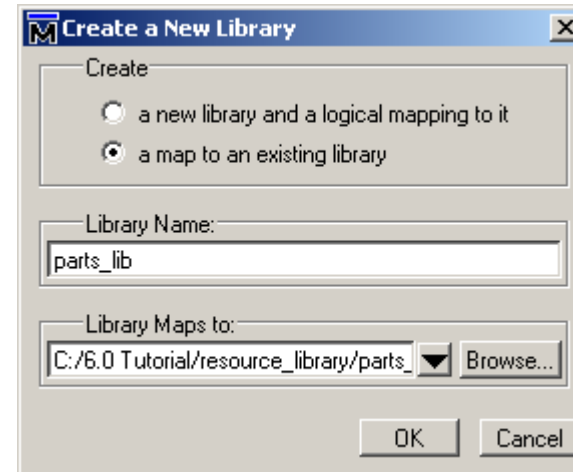 Create a New Library
Create
a new library and a logical mapping to it
a map to an existing library
Library Name:
parts_lib
Library Maps to:
C:/6.0 Tutorial/resource_library/parts_
Browse...
OK
Cancel